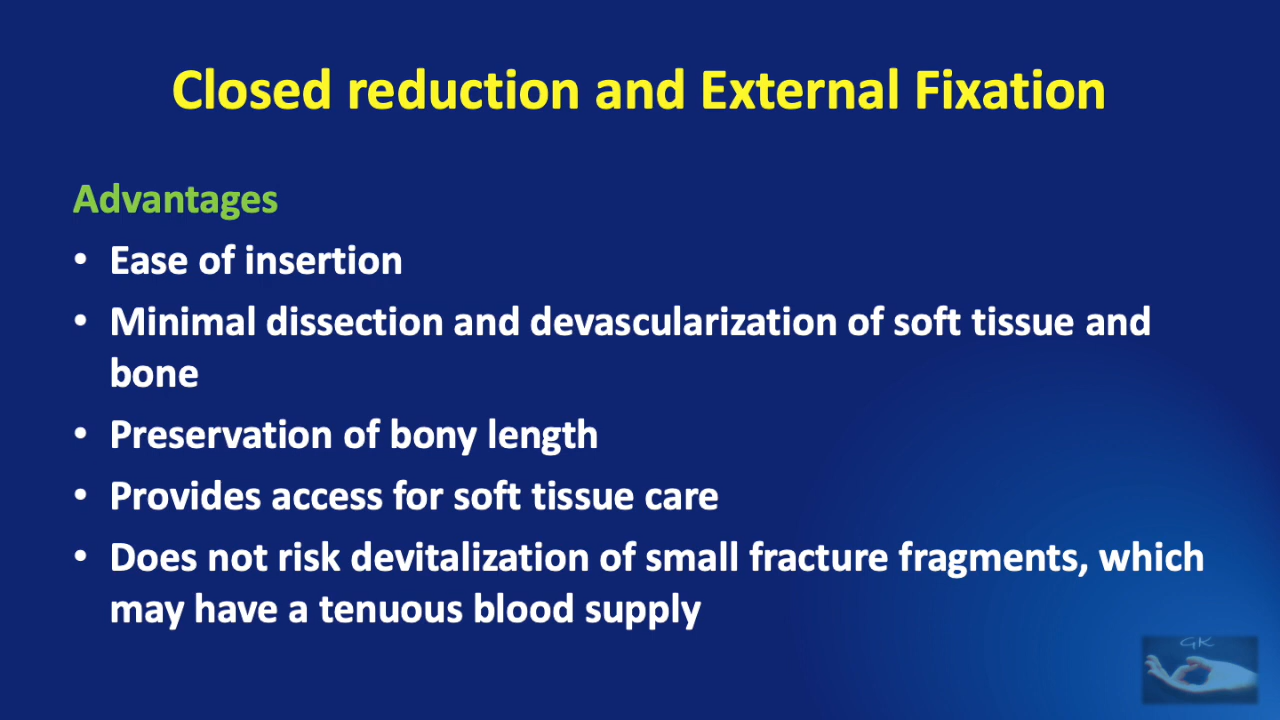 Closed reduction and External Fixation
Advantages
• Ease of insertion
• Minimal dissection and devascularization of soft tissue and
bone
• Preservation of bony length
• Provides access for soft tissue care
• Does not risk devitalization of small fracture fragments, which
may have a tenuous blood supply
GK